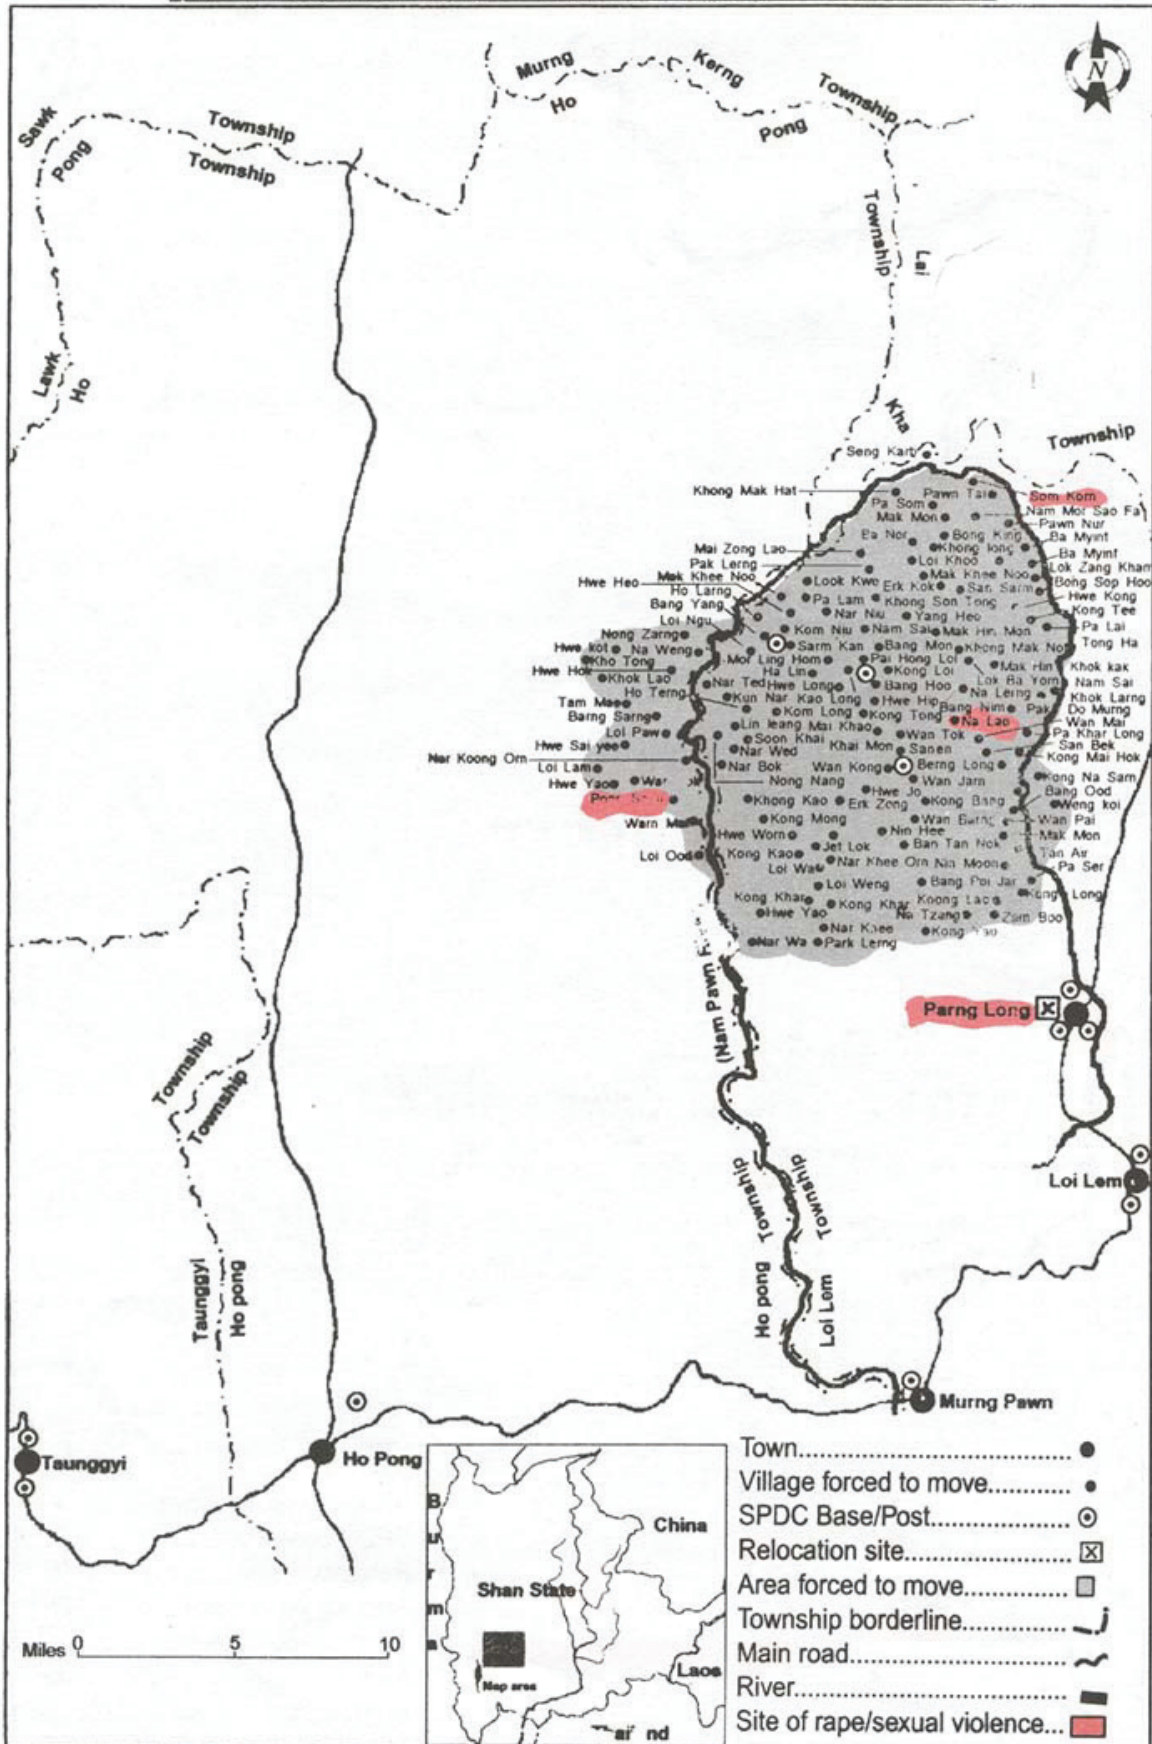 N
Murng Kerng Township
Ho Pong
Sawk Township
Pong Township
Township Lai
Lawk
Ho
Kha Township
Seng Kart
Khong Mak Hat
Pawn Tai
Som Kom
Pa Som
Nam Mor Sao Fa
Mak Mon
Pawn Nur
Ba Nor
Bong King
Ba Myint
Mai Zong Lao
Khong Iong
Ba Myint
Pak Lerng
Loi Khoo
Lok Zang Kham
Hwe Heo
Mak Khee Noo
Look Kwo
Mak Khee Noo
Bong Sop Hoo
Erk Kok
San Sarm
Ho Larng
Pa Lam
Khong Son Tong
Hwe Kong
Bang Yang
Nar Niu
Yang Heo
Kong Tee
Loi Ngu
Kom Niu
Nam Sai
Mak Hin Mon
Pa Lai
Nong Zarng
Hwe kot
Na Weng
Sarm Kan
Bang Mon
Khong Mak Not
Tong Ha
Kho Tong
Mor Ling Hom
Pai Hong Loi
Mak Hin
Khok kak
Hwe Hok
Khok Lao
Ha Lin
Kong Loi
Lok Ba Yom
Nam Sai
Nar Ted
Hwe Long
Bang Hoo
Na Lerng
Khok Larng
Ho Terng
Kun Nar Kao Long
Hwe Hip
Bang Nim
Pak
Do Murng
Tam Mae
Kom Long
Kong Tong
Na Lao
Wan Mai
Barng Sarng
Lin Ieang
Mai Khao
Wan Tok
Pa Khar Long
Loi Paw
Soon Khai
Khai Mon
Sanen
San Bek
Hwe Sai yee
Nar Wed
Kong Mai Hok
Nar Koong Orn
Nar Bok
Wan Kong
Berng Long
Loi Lam
Nong Nang
Wan Jarn
Kong Na Sarn
Hwe Yao
War
Hwe Jo
Bang Ood
Khong Kao
Erk Zong
Kong Bang
Weng koi
Warn Mai
Kong Mong
Wan Barng
Wan Pai
Hwe Worn
Nin Hee
Mak Mon
Loi Ood
Kong Kao
Jet Lok
Ban Tan Nok
Tan Air
Loi Wa
Nar Khee Orn
Nin Moon
Pa Ser
Loi Weng
Bang Poi Jar
Kong Long
Kong Khar
Kong Khar
Koong Lao
Hwe Yao
Na Tzang
Zam Boo
Nar Khee
Kong Yau
Nar Wa
Park Lerng
(Nam Pawn
Parng Long
Township
Township
Township
Township
Loi Lem
Taunggyi
Ho pong
Ho pong
Loi Lem
Murng Pawn
Taunggyi
Ho Pong
Burma
China
Shan State
Map area
Laos
Miles 0 5 10
Town
Village forced to move
SPDC Base/Post
Relocation site
Area forced to move
Township borderline
Main road
River
Site of rape/sexual violence